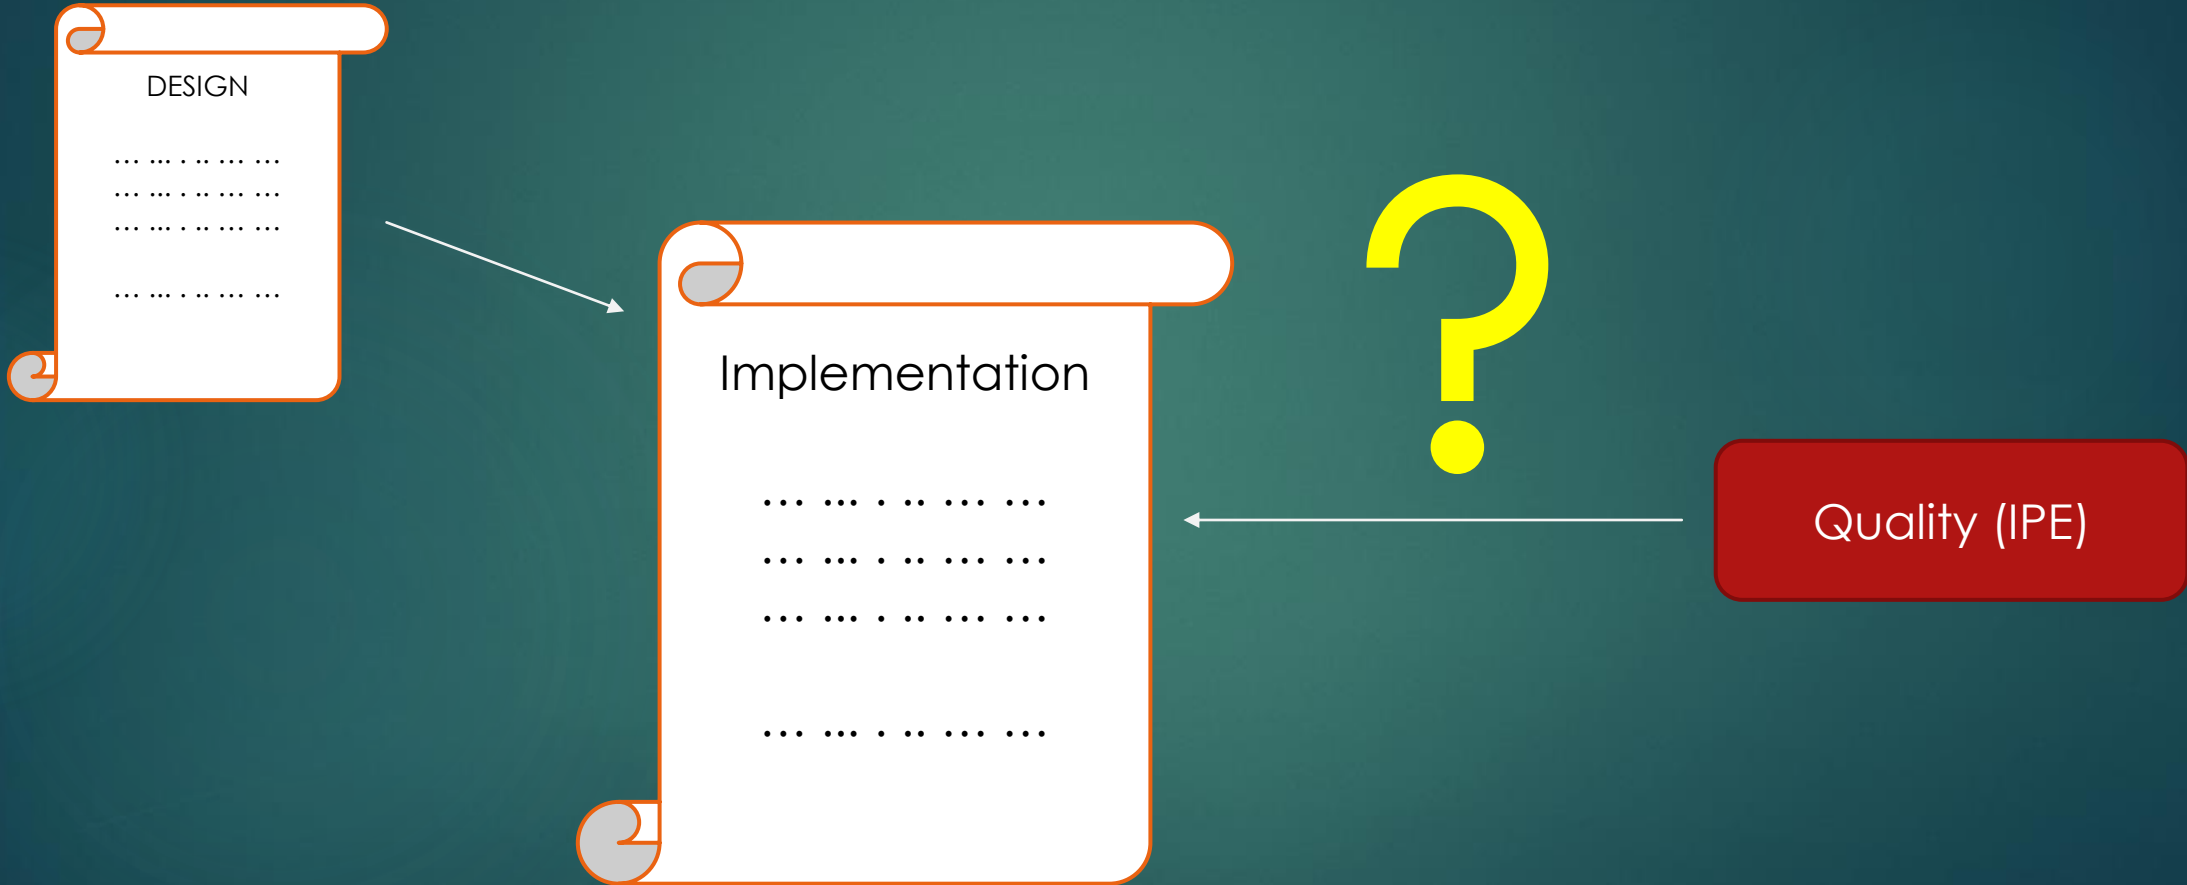 DESIGN
… ... . .. … …
… ... . .. … …
… ... . .. … …
… ... . .. … …
Implementation
… ... . .. … …
… ... . .. … …
… ... . .. … …
… ... . .. … …
?
Quality (IPE)